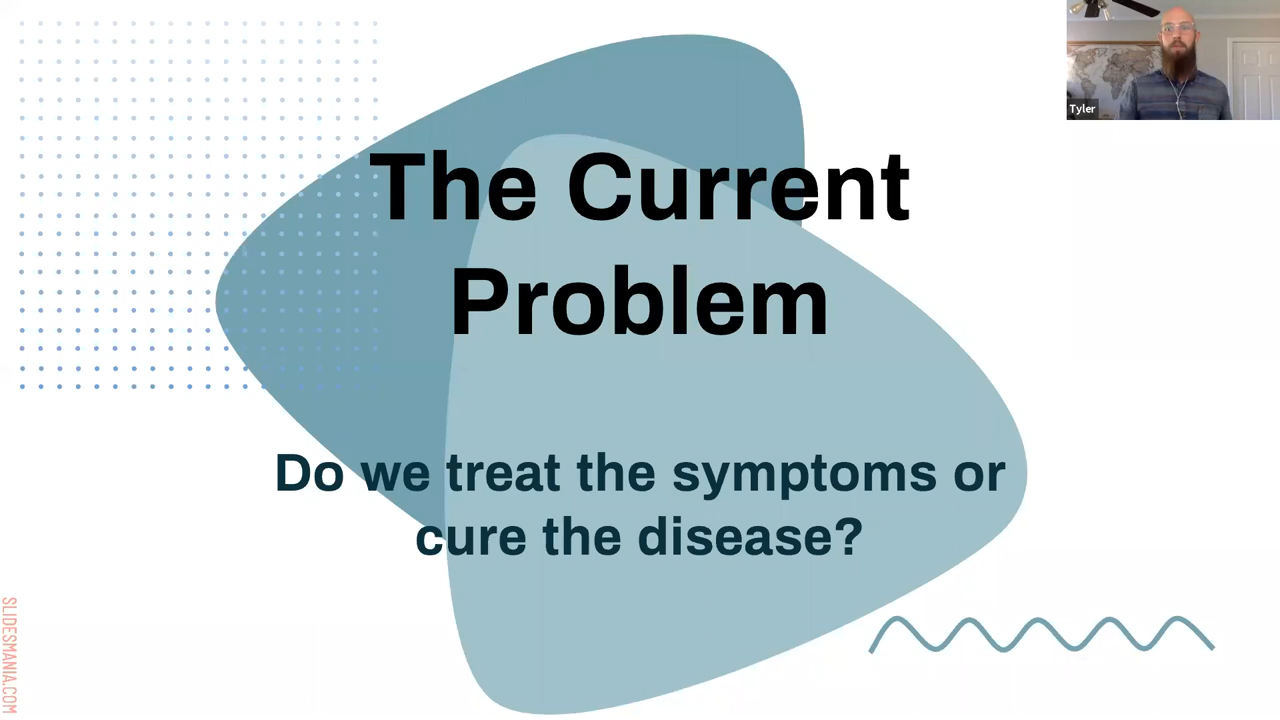 The Current
Problem
Do we treat the symptoms or
cure the disease?
Tyler
SLIDESMANIA.COM